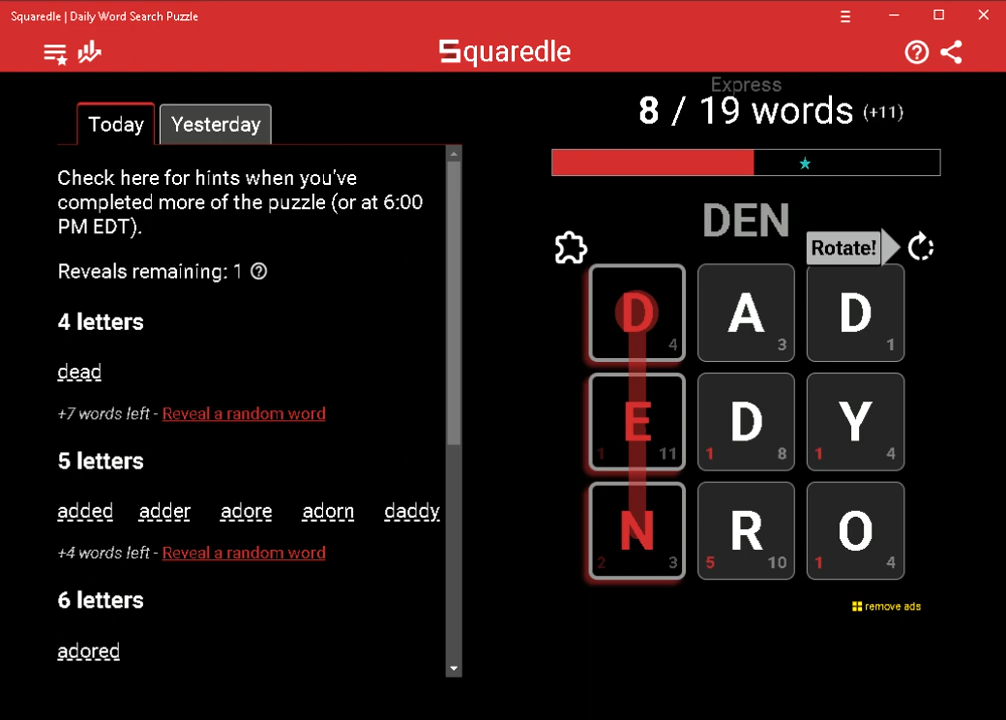 Squaredle | Daily Word Search Puzzle
Squaredle
Today
Yesterday
Check here for hints when you've
completed more of the puzzle (or at 6:00
PM EDT).
Reveals remaining: 1
4 letters
dead
+7 words left - Reveal a random word
5 letters
added adder adore adorn daddy
+4 words left - Reveal a random word
6 letters
adored
Express
8 / 19 words (+11)
DEN
Rotate!
D A D
4 3 1
E D Y
1 11 1 8 1 4
N R O
2 3 5 10 1 4
remove ads